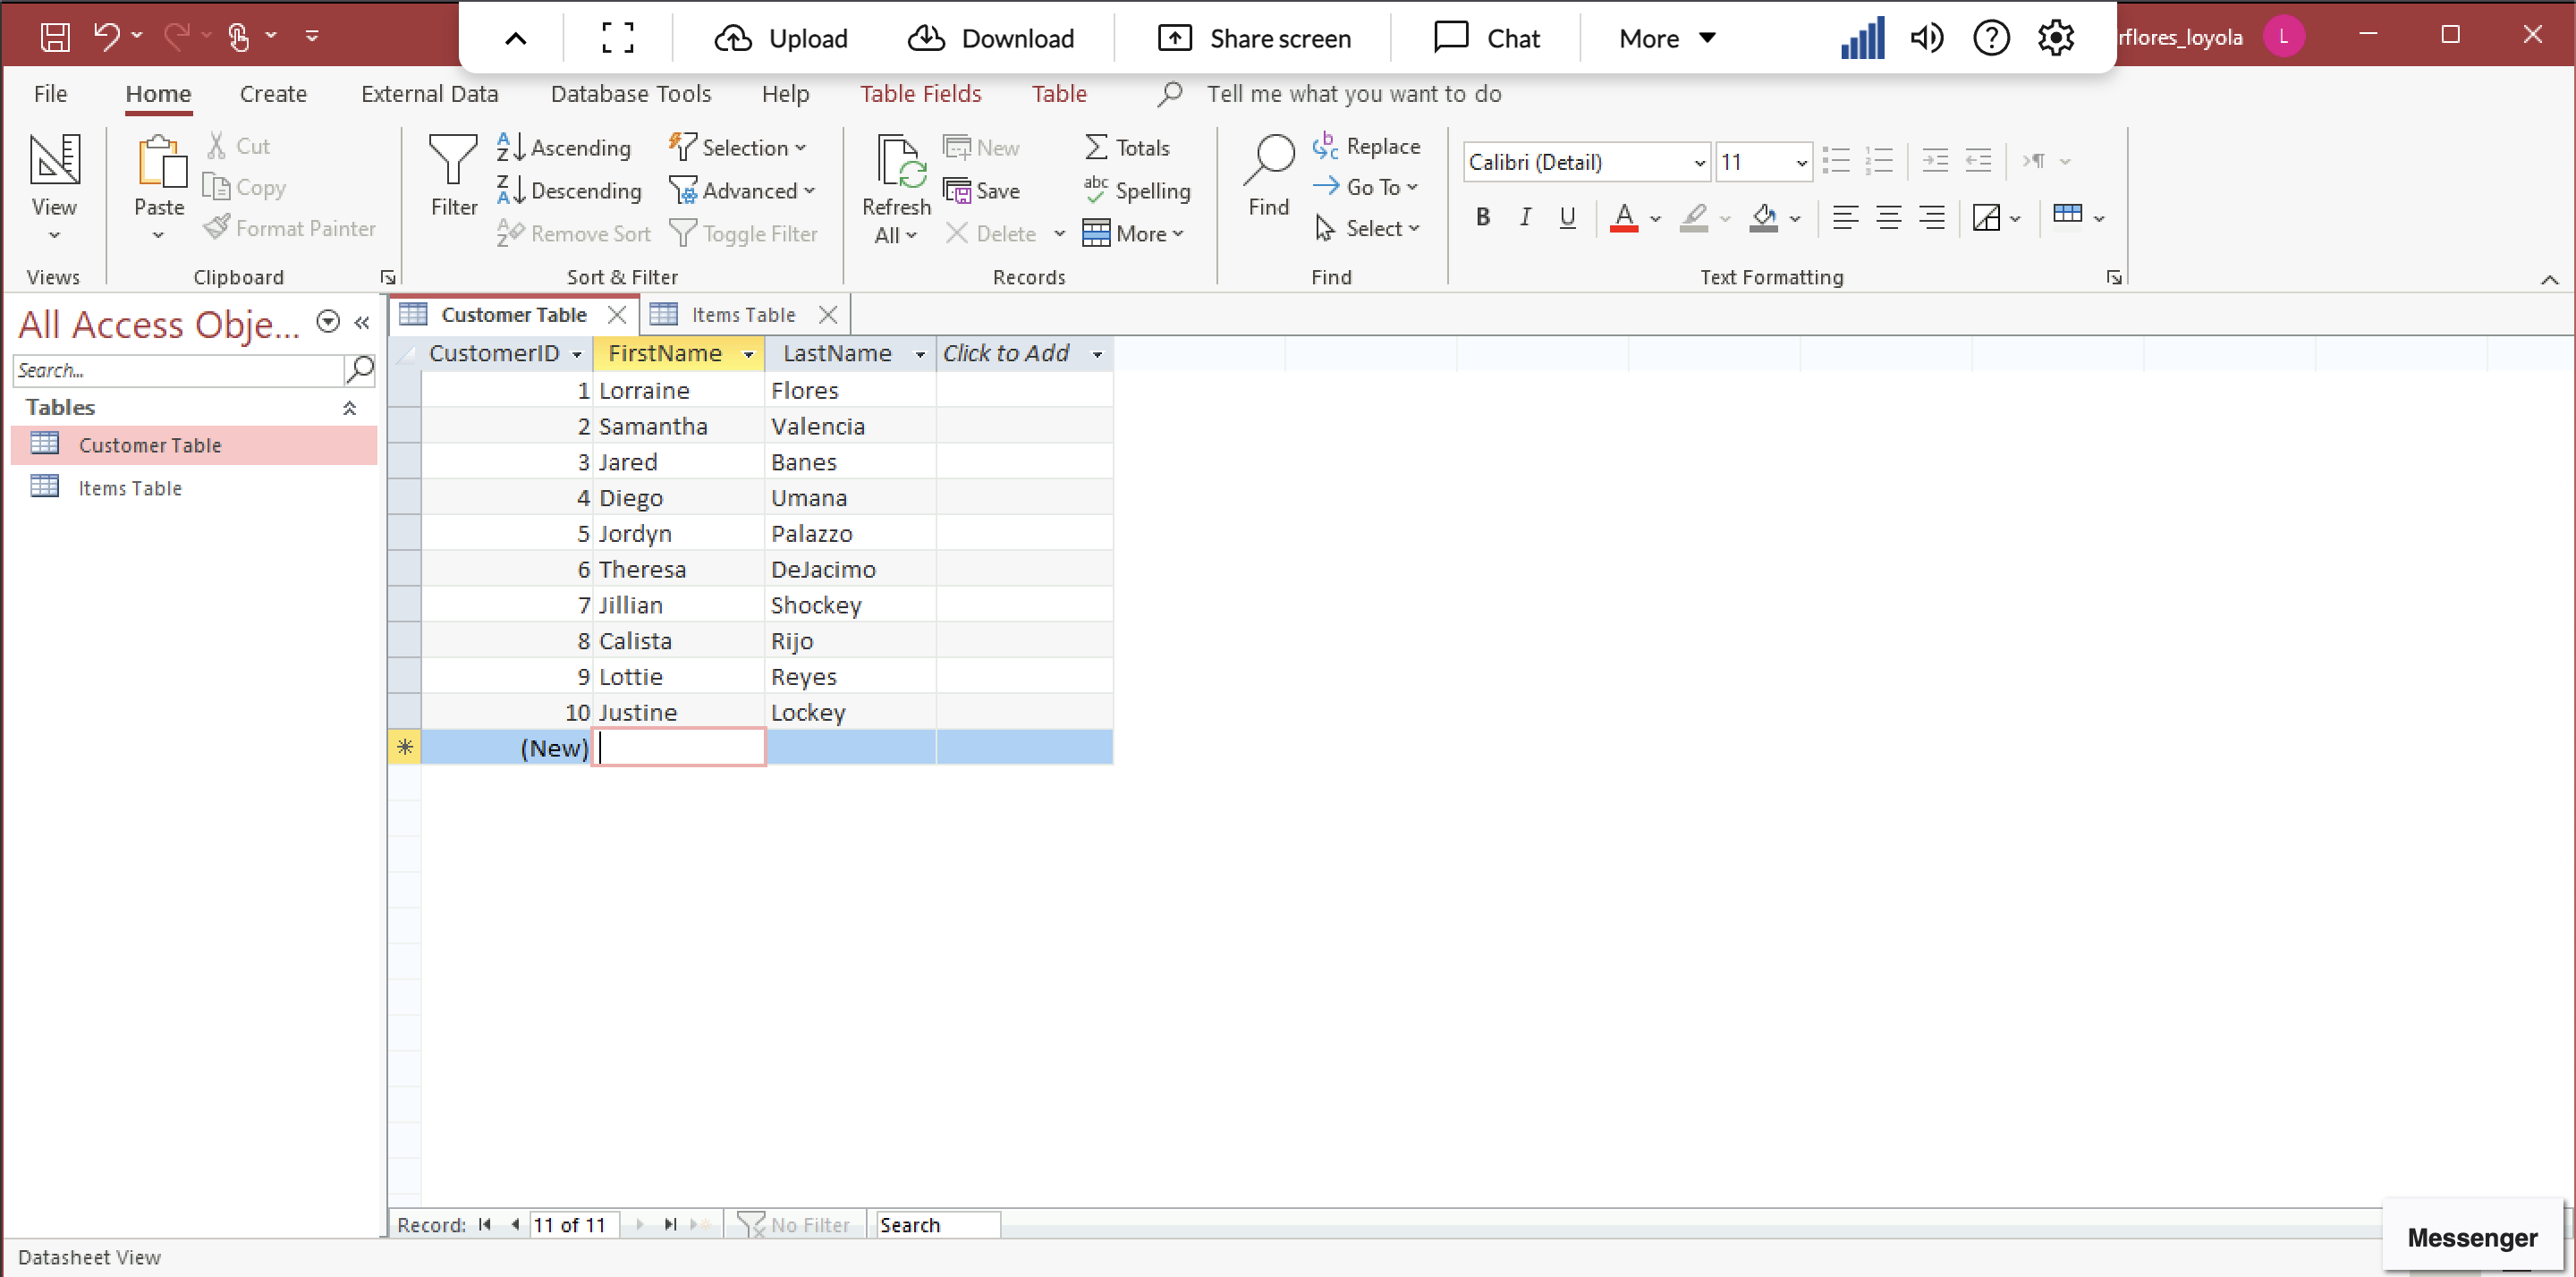 Upload Download Share screen Chat More
rflores_loyola L
File Home Create External Data Database Tools Help Table Fields Table Tell me what you want to do
View
Views
Paste
Cut
Copy
Format Painter
Clipboard
Filter
Ascending
Descending
Remove Sort
Selection
Advanced
Toggle Filter
Sort & Filter
Refresh
All
New
Save
Delete
Totals
Spelling
More
Records
Find
Replace
Go To
Select
Find
Calibri (Detail) 11
B I U A
Text Formatting
All Access Obje...
Search...
Tables
Customer Table
Items Table
Customer Table Items Table
CustomerID FirstName LastName Click to Add
1 Lorraine Flores
2 Samantha Valencia
3 Jared Banes
4 Diego Umana
5 Jordyn Palazzo
6 Theresa DeJacimo
7 Jillian Shockey
8 Calista Rijo
9 Lottie Reyes
10 Justine Lockey
(New)
Record: 11 of 11 No Filter Search
Datasheet View
Messenger